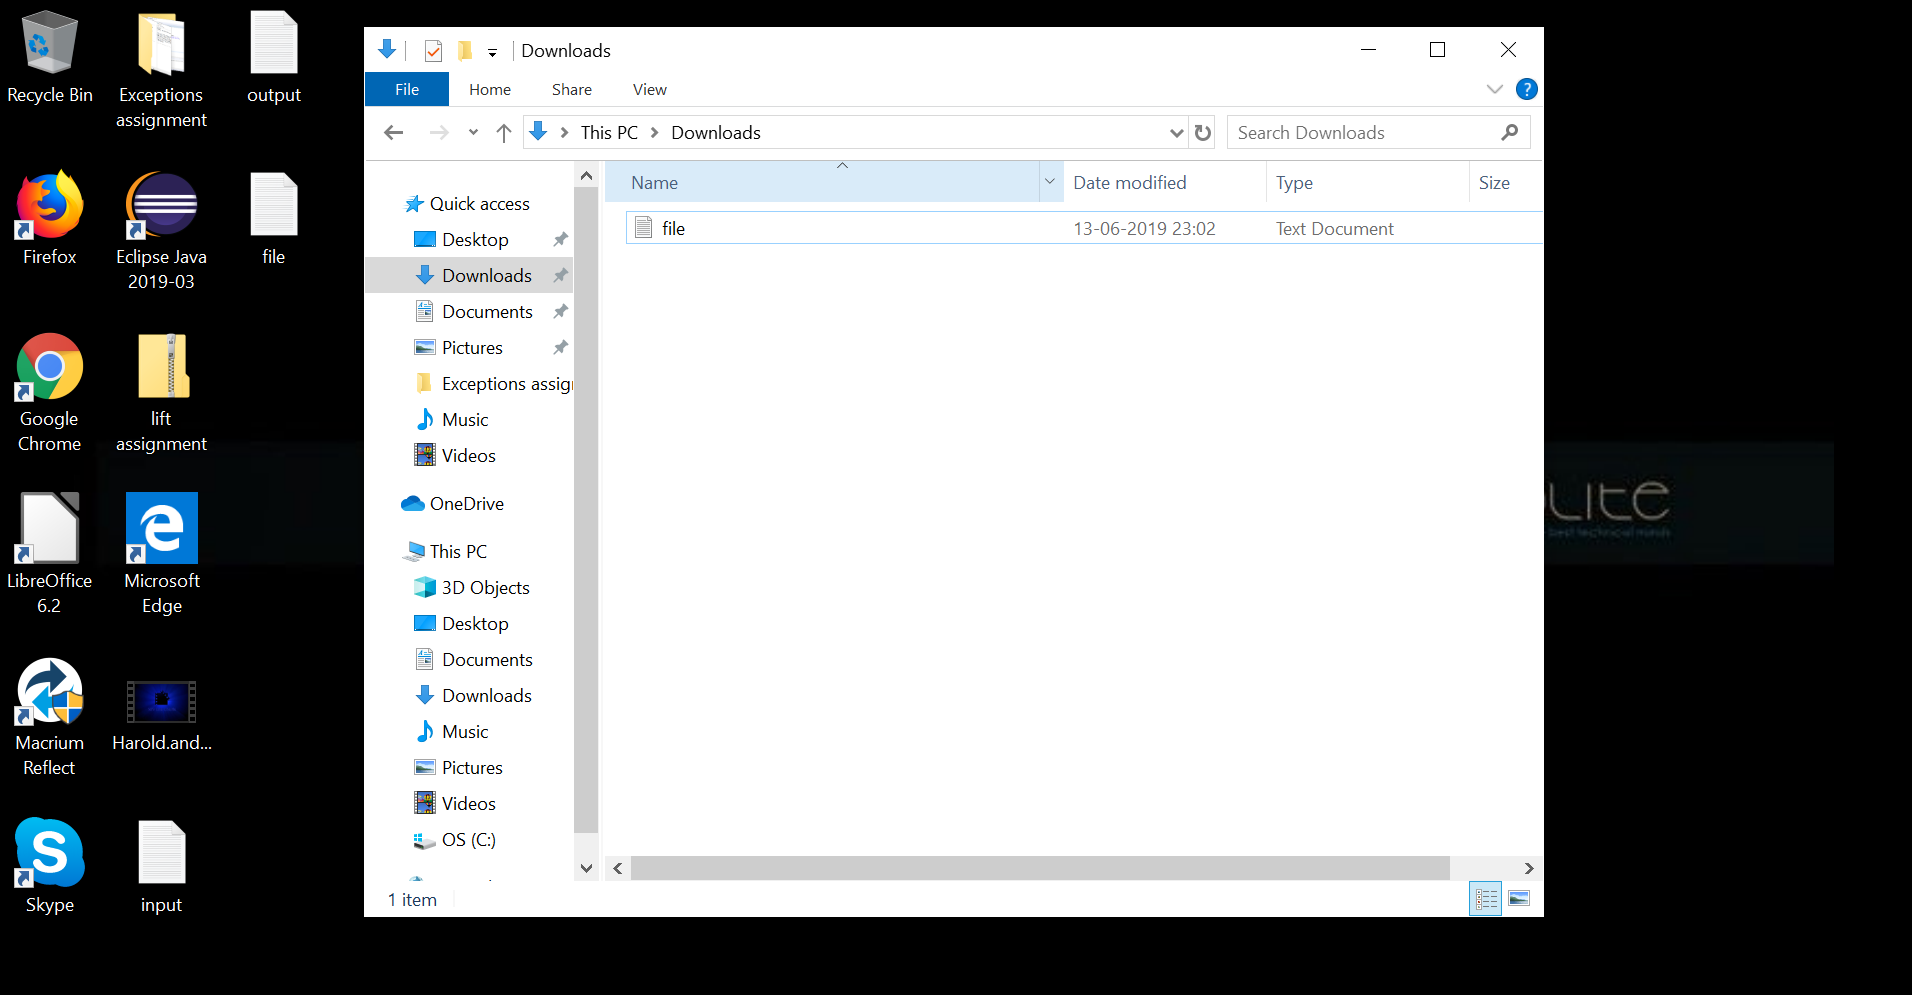 Recycle Bin
Exceptions
assignment
output
Firefox
Eclipse Java
2019-03
file
Google
Chrome
lift
assignment
LibreOffice
6.2
Microsoft
Edge
Macrium
Reflect
Harold.and...
Skype
input
Downloads
File Home Share View
This PC Downloads
Search Downloads
Name Date modified Type Size
file 13-06-2019 23:02 Text Document
Quick access
Desktop
Downloads
Documents
Pictures
Exceptions assig
Music
Videos
OneDrive
This PC
3D Objects
Desktop
Documents
Downloads
Music
Pictures
Videos
OS (C:)
1 item
lite
best technical minds